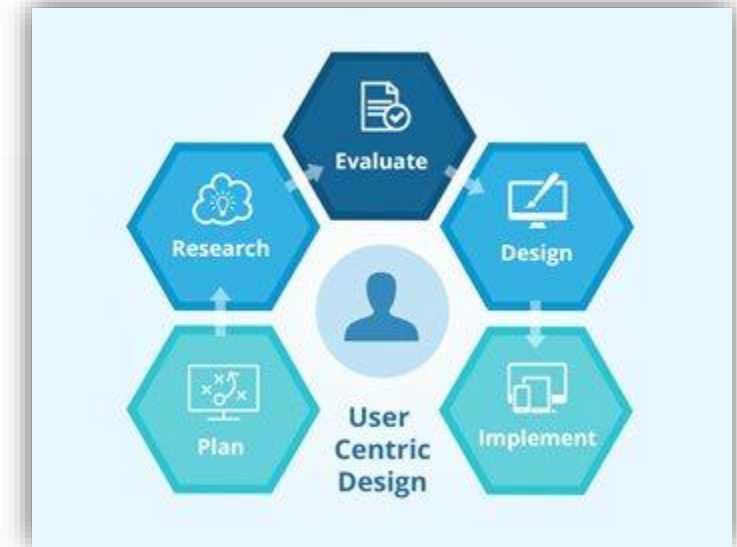 Evaluate
Research
Design
Plan
Implement
User
Centric
Design